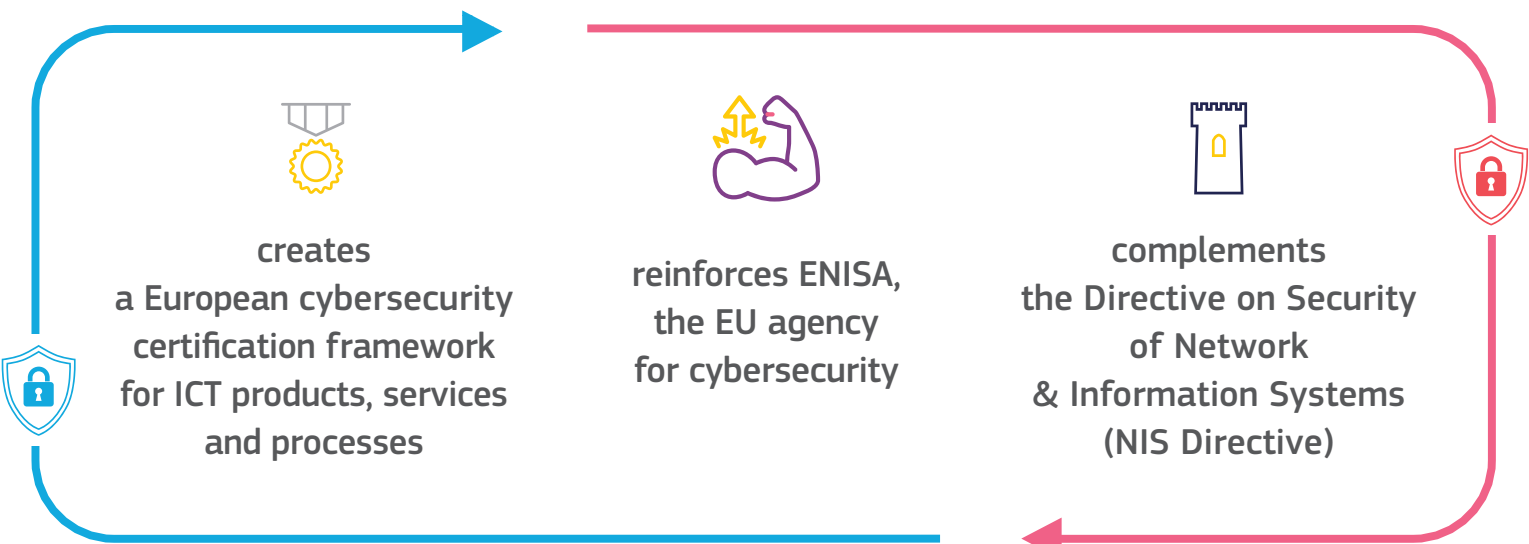 creates
a European cybersecurity
certification framework
for ICT products, services
and processes
reinforces ENISA,
the EU agency
for cybersecurity
complements
the Directive on Security
of Network
& Information Systems
(NIS Directive)